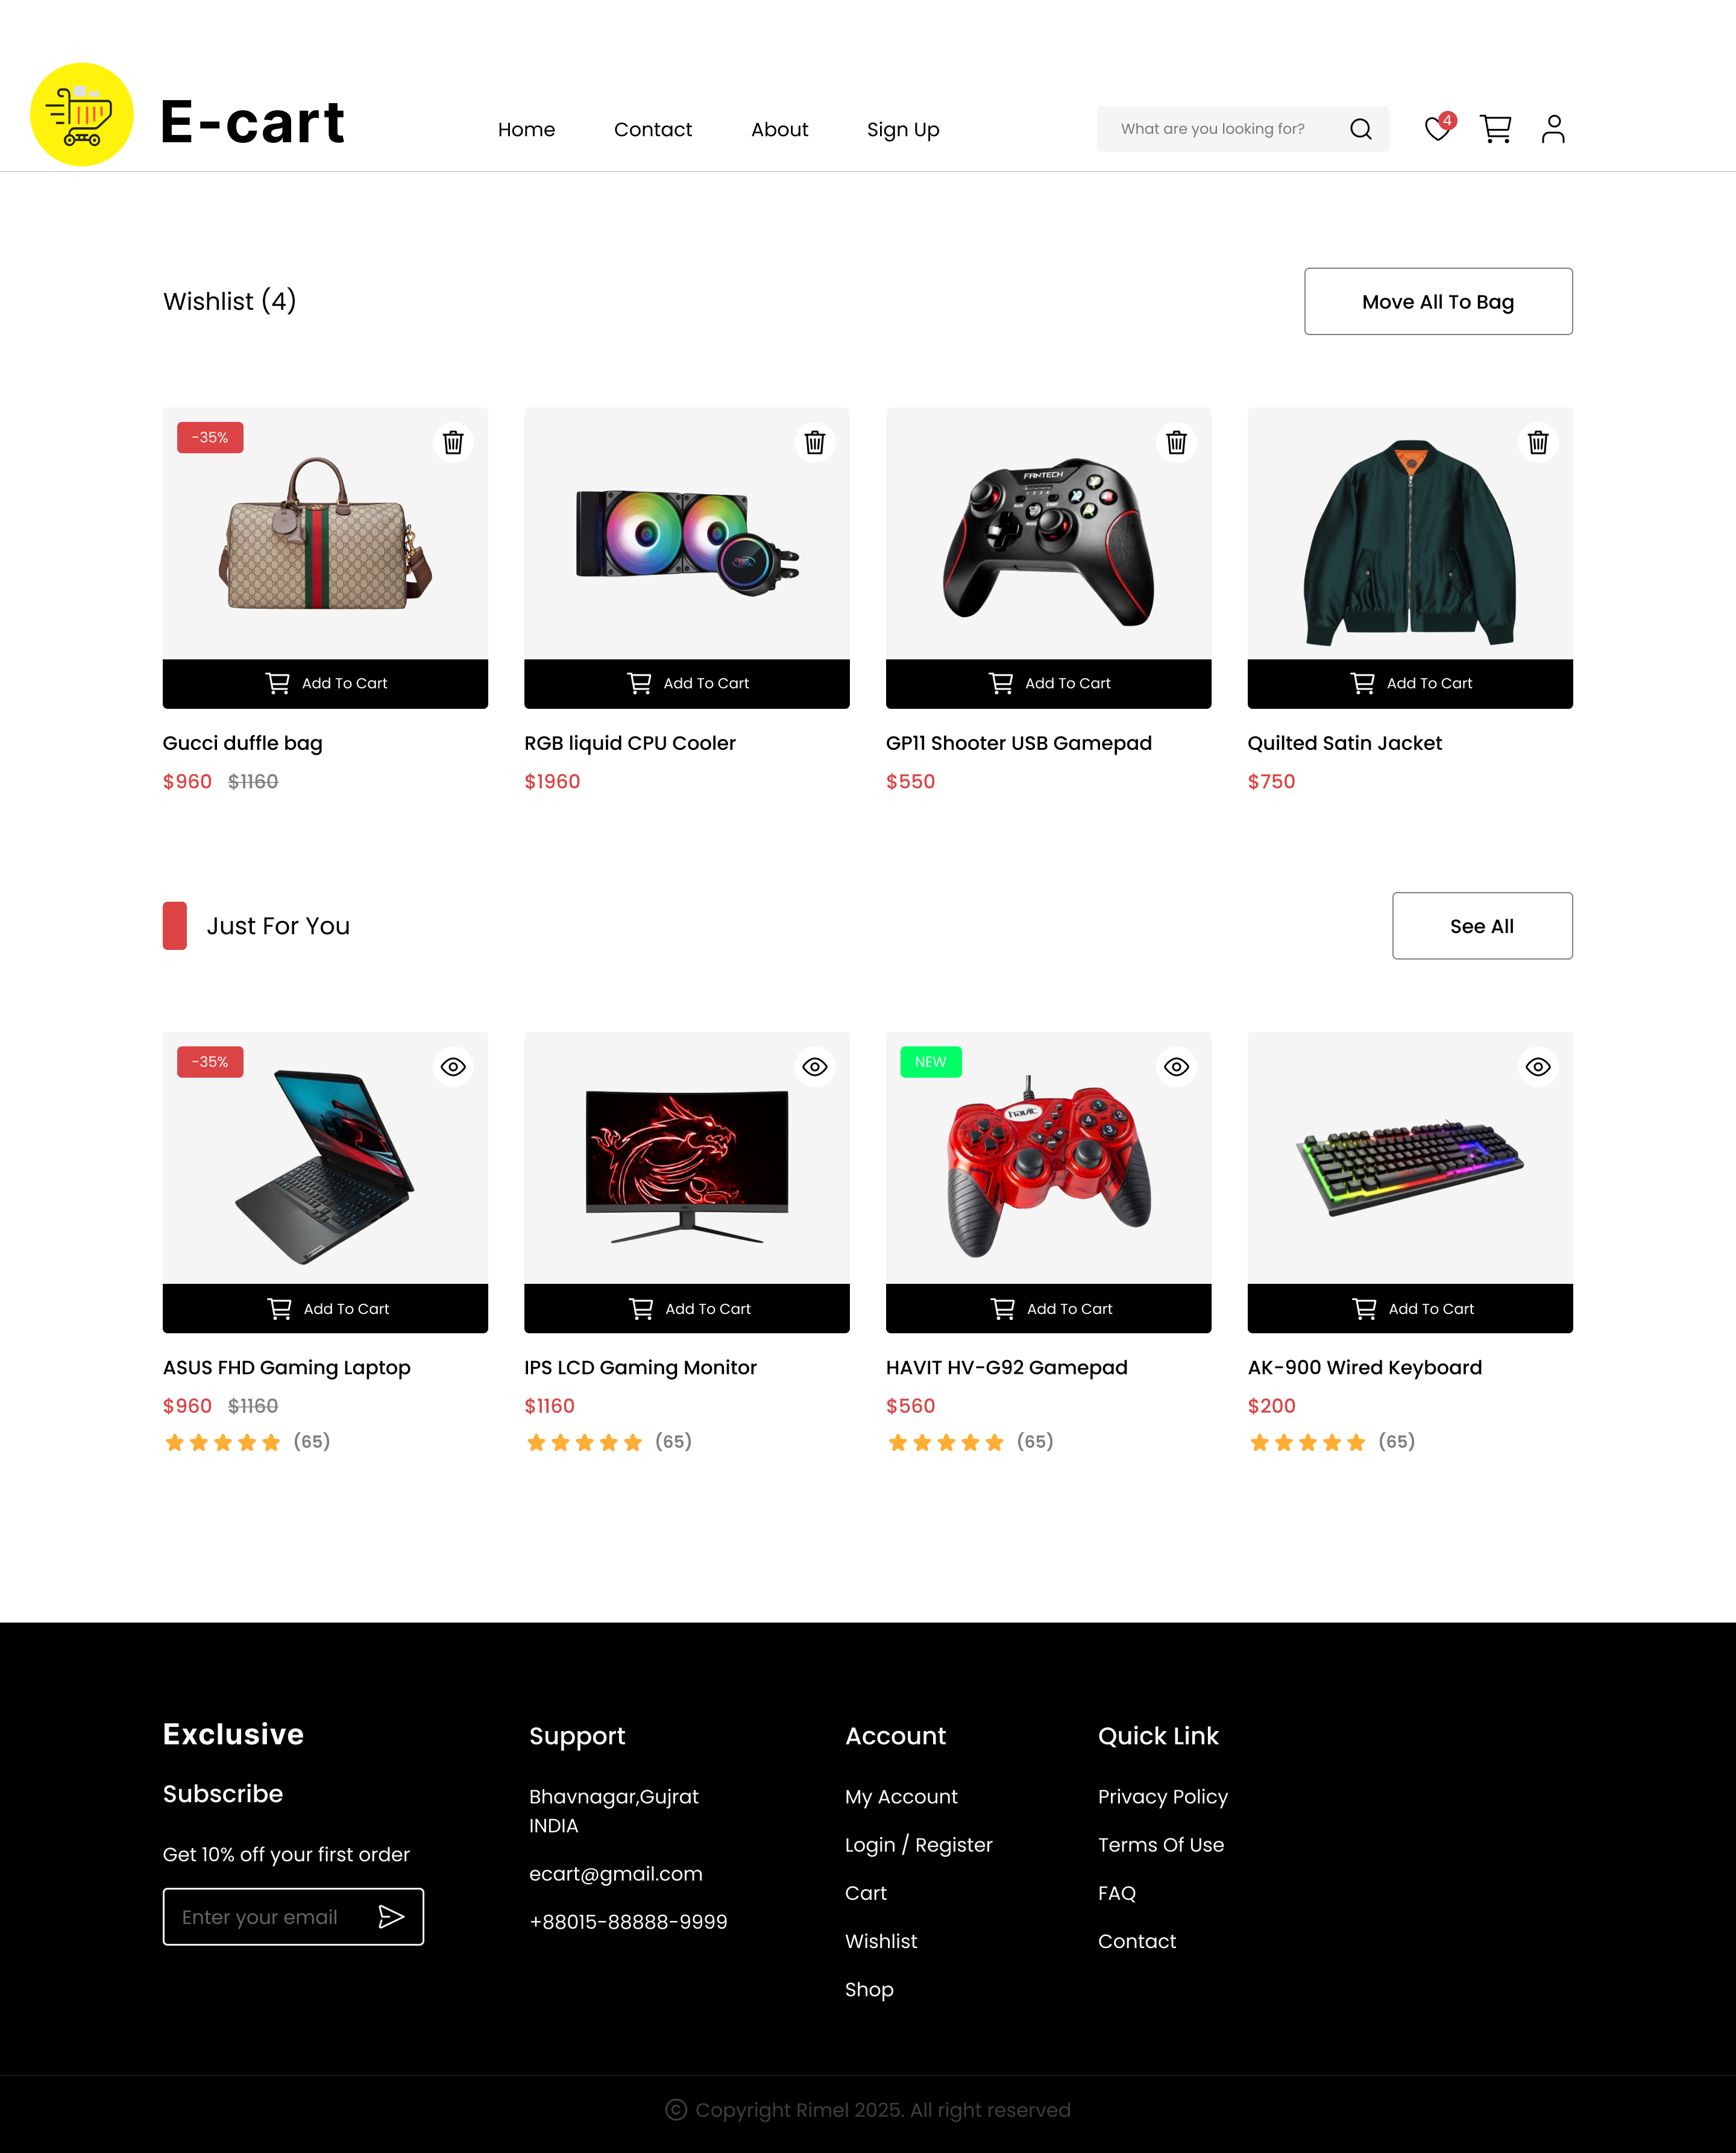 E-cart
Home
Contact
About
Sign Up
What are you looking for?
4
Wishlist (4)
Move All To Bag
-35%
FANTECH
Add To Cart
Add To Cart
Add To Cart
Add To Cart
Gucci duffle bag
RGB liquid CPU Cooler
GP11 Shooter USB Gamepad
Quilted Satin Jacket
$960 $1160
$1960
$550
$750
Just For You
See All
-35%
NEW
havit
Add To Cart
Add To Cart
Add To Cart
Add To Cart
ASUS FHD Gaming Laptop
IPS LCD Gaming Monitor
HAVIT HV-G92 Gamepad
AK-900 Wired Keyboard
$960 $1160
$1160
$560
$200
(65)
(65)
(65)
(65)
Exclusive
Subscribe
Get 10% off your first order
Enter your email
Support
Bhavnagar,Gujrat
INDIA
ecart@gmail.com
+88015-88888-9999
Account
My Account
Login / Register
Cart
Wishlist
Shop
Quick Link
Privacy Policy
Terms Of Use
FAQ
Contact
© Copyright Rimel 2025. All right reserved